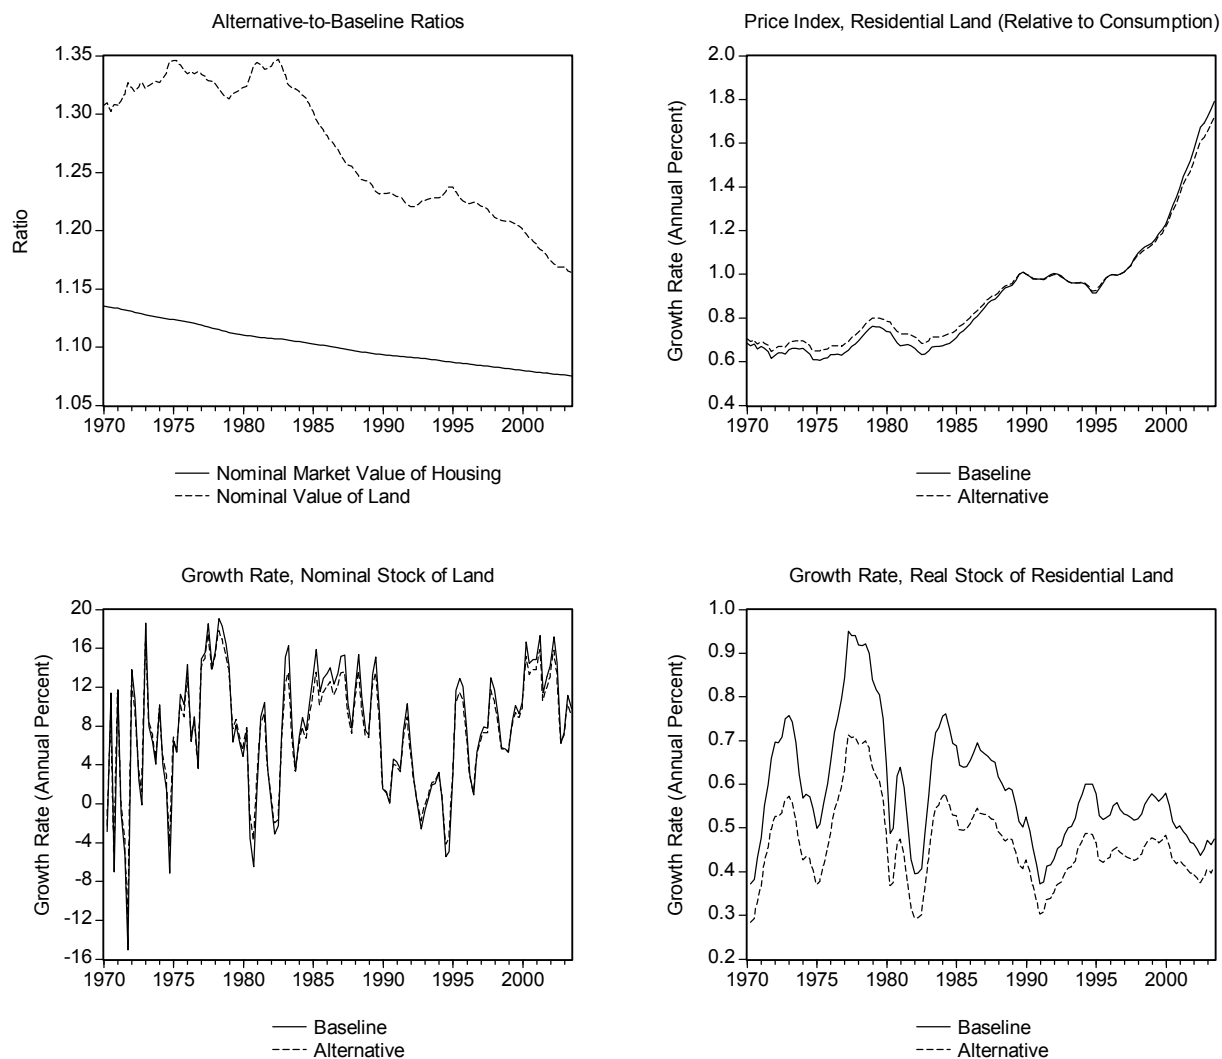 Alternative-to-Baseline Ratios
1.35
1.30
1.25
1.20
1.15
1.10
1.05
Ratio
1970 1975 1980 1985 1990 1995 2000
Nominal Market Value of Housing
Nominal Value of Land
Price Index, Residential Land (Relative to Consumption)
2.0
1.8
1.6
1.4
1.2
1.0
0.8
0.6
0.4
Growth Rate (Annual Percent)
1970 1975 1980 1985 1990 1995 2000
Baseline
Alternative
Growth Rate, Nominal Stock of Land
20
16
12
8
4
0
-4
-8
-12
-16
Growth Rate (Annual Percent)
1970 1975 1980 1985 1990 1995 2000
Baseline
Alternative
Growth Rate, Real Stock of Residential Land
1.0
0.9
0.8
0.7
0.6
0.5
0.4
0.3
0.2
Growth Rate (Annual Percent)
1970 1975 1980 1985 1990 1995 2000
Baseline
Alternative